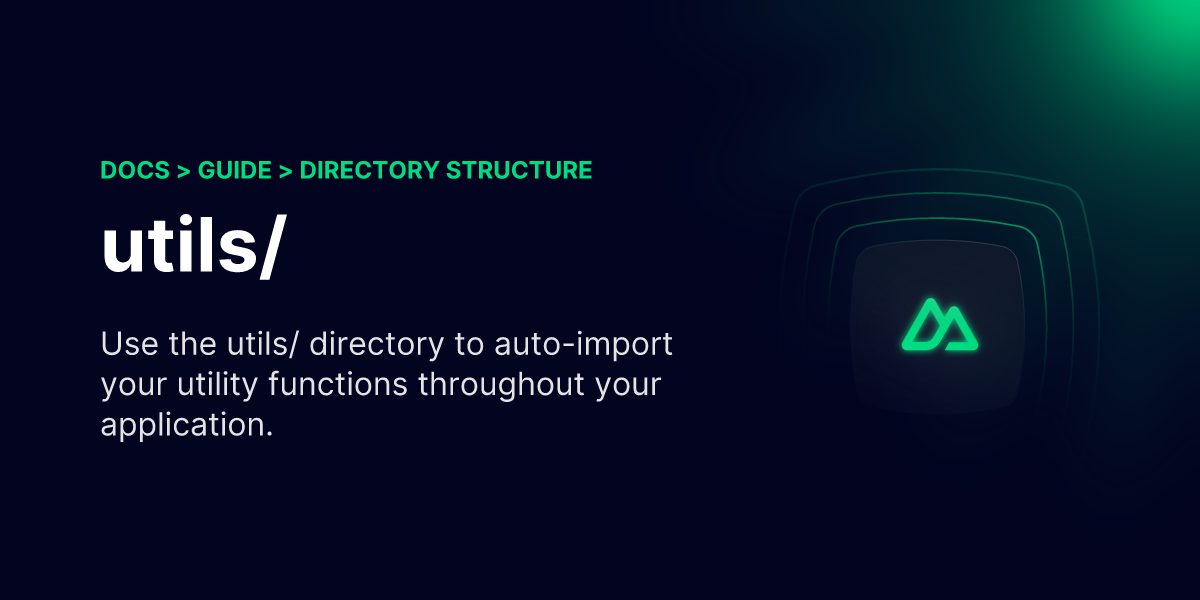 DOCS > GUIDE > DIRECTORY STRUCTURE
utils/
Use the utils/ directory to auto-import
your utility functions throughout your
application.